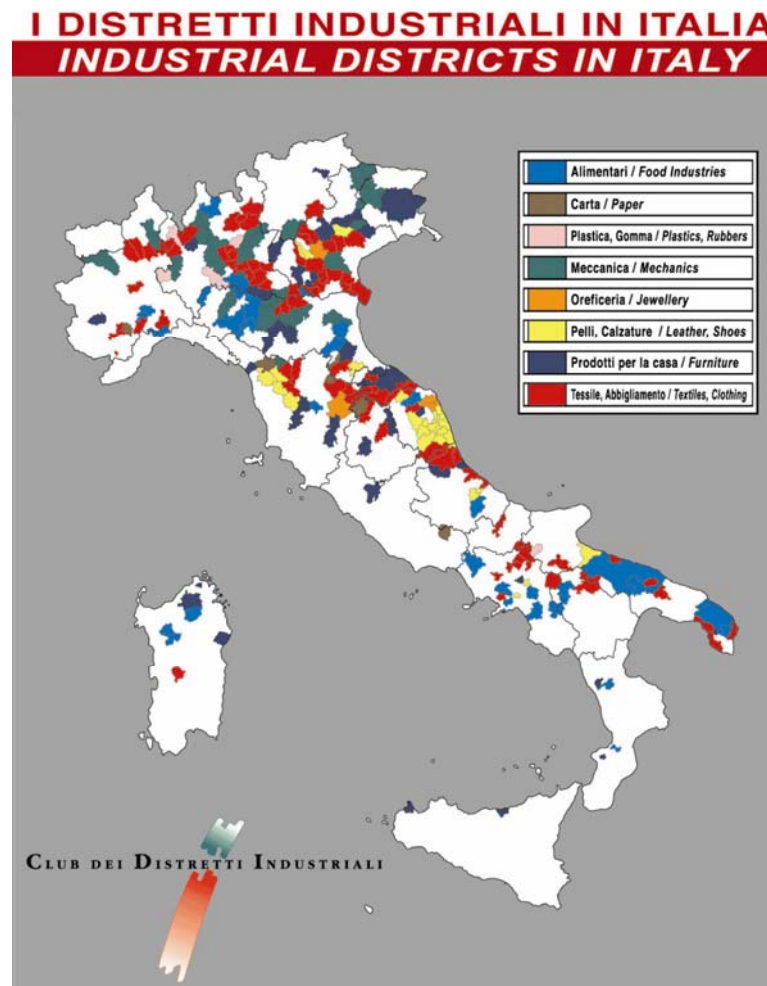 I DISTRETTI INDUSTRIALI IN ITALIA
INDUSTRIAL DISTRICTS IN ITALY
Alimentari / Food Industries
Carta / Paper
Plastica, Gomma / Plastics, Rubbers
Meccanica / Mechanics
Oreficeria / Jewellery
Pelli, Calzature / Leather, Shoes
Prodotti per la casa / Furniture
Tessile, Abbigliamento / Textiles, Clothing
CLUB DEI DISTRETTI INDUSTRIALI